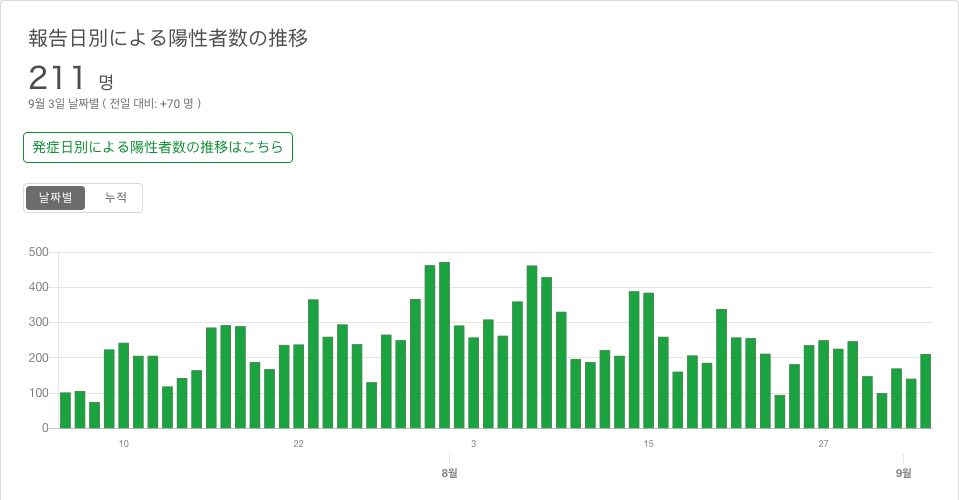 報告日別による陽性者数の推移
211 명
9월 3일 날짜별 ( 전일 대비: +70 명 )
発症日別による陽性者数の推移はこちら
날짜별 누적
500
400
300
200
100
0
10 22 3 15 27
8월 9월